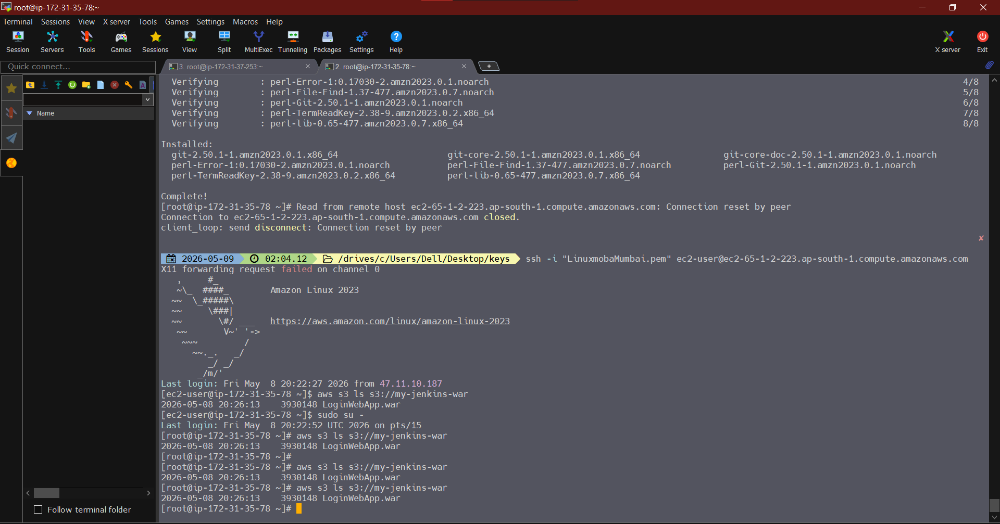 root@ip-172-31-35-78:~
Terminal Sessions View X server Tools Games Settings Macros Help
Session Servers Tools Games Sessions View Split MultiExec Tunneling Packages Settings Help X server Exit
Quick connect...
3. root@ip-172-31-37-253:~
2. root@ip-172-31-35-78:~
Name
Follow terminal folder
Verifying : perl-Error-1:0.17030-2.amzn2023.0.1.noarch 4/8
Verifying : perl-File-Find-1.37-477.amzn2023.0.7.noarch 5/8
Verifying : perl-Git-2.50.1-1.amzn2023.0.1.noarch 6/8
Verifying : perl-TermReadKey-2.38-9.amzn2023.0.2.x86_64 7/8
Verifying : perl-lib-0.65-477.amzn2023.0.7.x86_64 8/8
Installed:
git-2.50.1-1.amzn2023.0.1.x86_64 git-core-2.50.1-1.amzn2023.0.1.x86_64 git-core-doc-2.50.1-1.amzn2023.0.1.noarch
perl-Error-1:0.17030-2.amzn2023.0.1.noarch perl-File-Find-1.37-477.amzn2023.0.7.noarch perl-Git-2.50.1-1.amzn2023.0.1.noarch
perl-TermReadKey-2.38-9.amzn2023.0.2.x86_64 perl-lib-0.65-477.amzn2023.0.7.x86_64
Complete!
[root@ip-172-31-35-78 ~]# Read from remote host ec2-65-1-2-223.ap-south-1.compute.amazonaws.com: Connection reset by peer
Connection to ec2-65-1-2-223.ap-south-1.compute.amazonaws.com closed.
client_loop: send disconnect: Connection reset by peer
2026-05-09 02:04.12 /drives/c/Users/Dell/Desktop/keys ssh -i "LinuxmobaMumbai.pem" ec2-user@ec2-65-1-2-223.ap-south-1.compute.amazonaws.com
X11 forwarding request failed on channel 0
   ,     #_
   ~\_  ####_        Amazon Linux 2023
  ~~  \_#####\
  ~~     \###|
  ~~       \#/ ___   https://aws.amazon.com/linux/amazon-linux-2023
   ~~       V~' '->
    ~~~         /
      ~~._.   _/
         _/ _/
       _/m/'
Last login: Fri May  8 20:22:27 2026 from 47.11.10.187
[ec2-user@ip-172-31-35-78 ~]$ aws s3 ls s3://my-jenkins-war
2026-05-08 20:26:13    3930148 LoginWebApp.war
[ec2-user@ip-172-31-35-78 ~]$ sudo su -
Last login: Fri May  8 20:22:52 UTC 2026 on pts/15
[root@ip-172-31-35-78 ~]# aws s3 ls s3://my-jenkins-war
2026-05-08 20:26:13    3930148 LoginWebApp.war
[root@ip-172-31-35-78 ~]#
[root@ip-172-31-35-78 ~]# aws s3 ls s3://my-jenkins-war
2026-05-08 20:26:13    3930148 LoginWebApp.war
[root@ip-172-31-35-78 ~]# aws s3 ls s3://my-jenkins-war
2026-05-08 20:26:13    3930148 LoginWebApp.war
[root@ip-172-31-35-78 ~]#